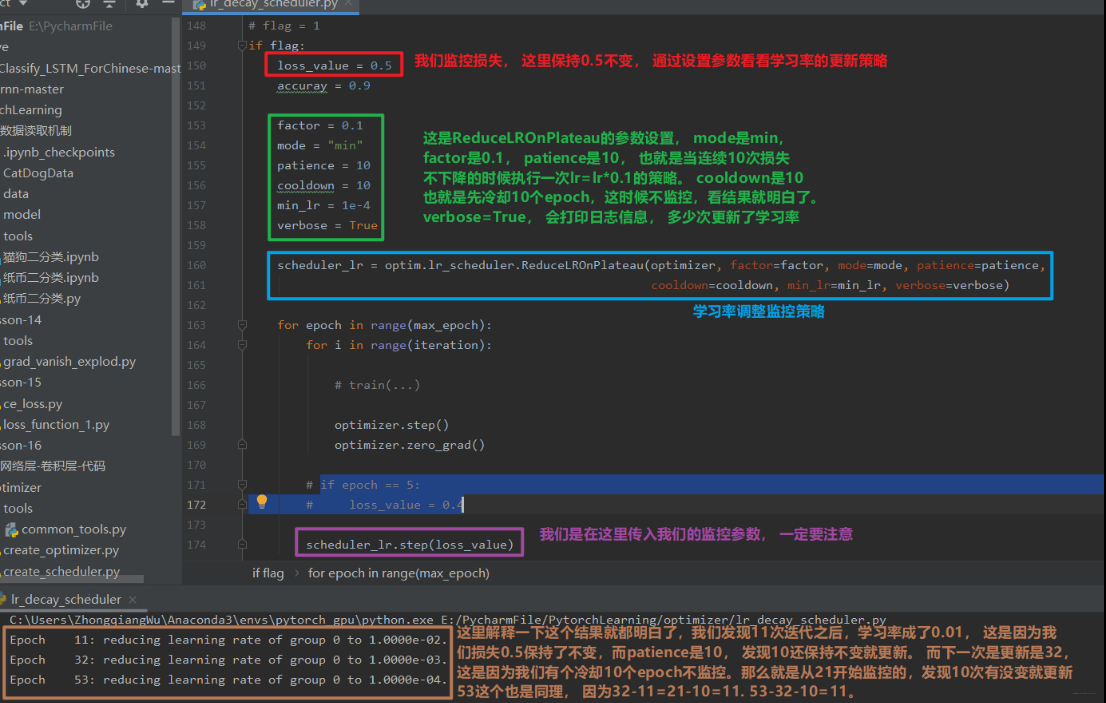 ct
lr_decay_scheduler.py
mFile E:\PycharmFile
ve
Classify_LSTM_ForChinese-mast
rnn-master
rchLearning
数据读取机制
.ipynb_checkpoints
CatDogData
data
model
tools
猫狗二分类.ipynb
纸币二分类.ipynb
纸币二分类.py
sson-14
tools
grad_vanish_explod.py
sson-15
ce_loss.py
loss_function_1.py
sson-16
网络层-卷积层-代码
ptimizer
tools
common_tools.py
create_optimizer.py
create_scheduler.py
148 # flag = 1
149 if flag:
150 loss_value = 0.5 我们监控损失， 这里保持0.5不变， 通过设置参数看看学习率的更新策略
151 accuray = 0.9
152
153 factor = 0.1
154 mode = "min"
155 patience = 10
156 cooldown = 10
157 min_lr = 1e-4
158 verbose = True
这是ReduceLROnPlateau的参数设置， mode是min，
factor是0.1， patience是10， 也就是当连续10次损失
不下降的时候执行一次lr=lr*0.1的策略。 cooldown是10
也就是先冷却10个epoch，这时候不监控，看结果就明白了。
verbose=True， 会打印日志信息， 多少次更新了学习率
159
160 scheduler_lr = optim.lr_scheduler.ReduceLROnPlateau(optimizer, factor=factor, mode=mode, patience=patience,
161 cooldown=cooldown, min_lr=min_lr, verbose=verbose)
162 学习率调整监控策略
163 for epoch in range(max_epoch):
164 for i in range(iteration):
165
166 # train(...)
167
168 optimizer.step()
169 optimizer.zero_grad()
170
171 # if epoch == 5:
172 # loss_value = 0.4
173
174 scheduler_lr.step(loss_value) 我们是在这里传入我们的监控参数， 一定要注意
if flag › for epoch in range(max_epoch)
lr_decay_scheduler
C:\Users\ZhongqiangWu\Anaconda3\envs\pytorch_gpu\python.exe E:/PycharmFile/PytorchLearning/optimizer/lr_decay_scheduler.py
Epoch 11: reducing learning rate of group 0 to 1.0000e-02.
Epoch 32: reducing learning rate of group 0 to 1.0000e-03.
Epoch 53: reducing learning rate of group 0 to 1.0000e-04.
这里解释一下这个结果就都明白了，我们发现11次迭代之后，学习率成了0.01， 这是因为我
们损失0.5保持了不变，而patience是10， 发现10还保持不变就更新。 而下一次是更新是32，
这是因为我们有个冷却10个epoch不监控。那么就是从21开始监控的，发现10次有没变就更新
53这个也是同理， 因为32-11=21-10=11. 53-32-10=11。